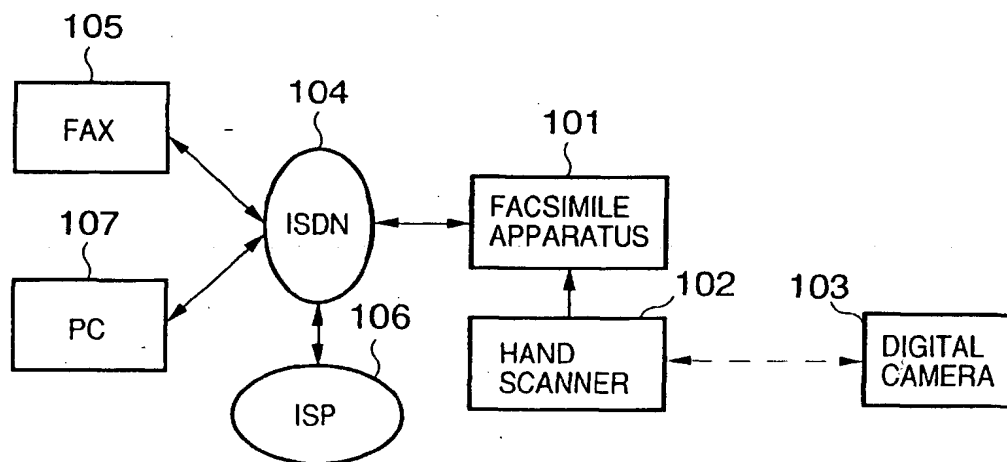 105
FAX
104
101
ISDN
FACSIMILE
APPARATUS
107
PC
102
103
106
HAND
SCANNER
DIGITAL
CAMERA
ISP